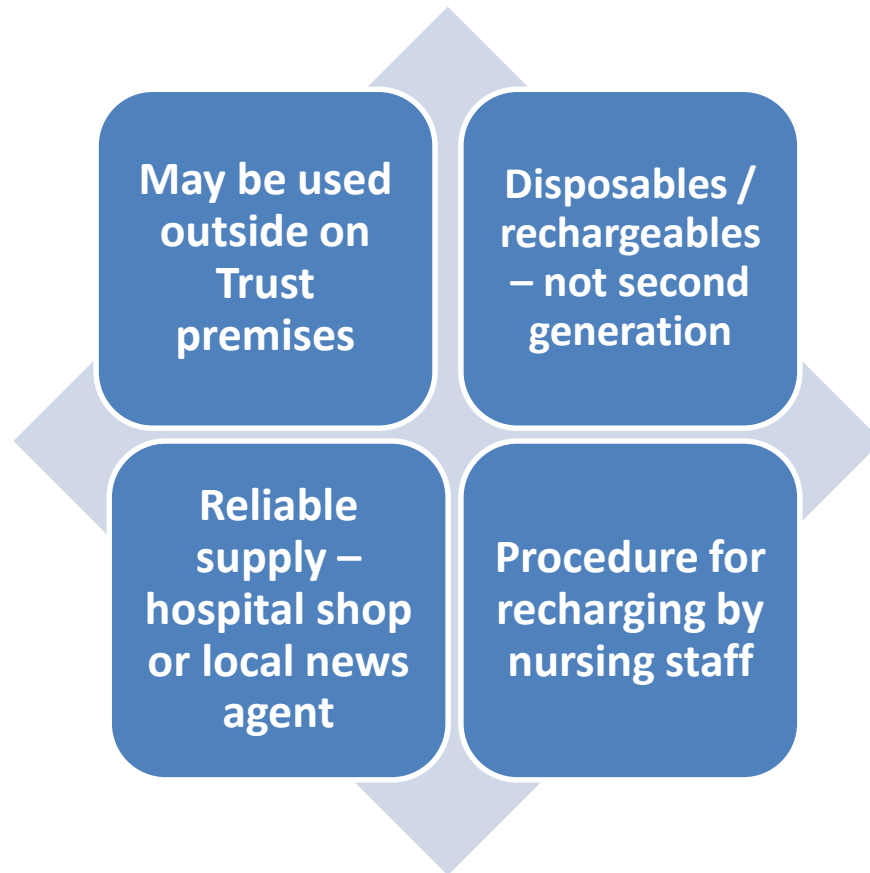 May be used
outside on
Trust
premises
Disposables /
rechargeables
– not second
generation
Reliable
supply –
hospital shop
or local news
agent
Procedure for
recharging by
nursing staff